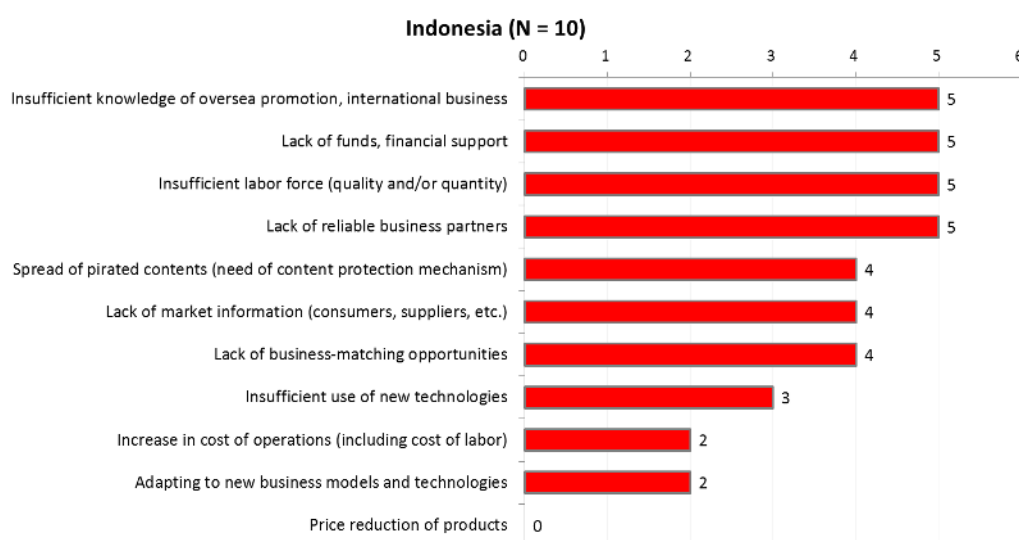 Indonesia (N = 10)
0 1 2 3 4 5 6
Insufficient knowledge of oversea promotion, international business 5
Lack of funds, financial support 5
Insufficient labor force (quality and/or quantity) 5
Lack of reliable business partners 5
Spread of pirated contents (need of content protection mechanism) 4
Lack of market information (consumers, suppliers, etc.) 4
Lack of business-matching opportunities 4
Insufficient use of new technologies 3
Increase in cost of operations (including cost of labor) 2
Adapting to new business models and technologies 2
Price reduction of products 0